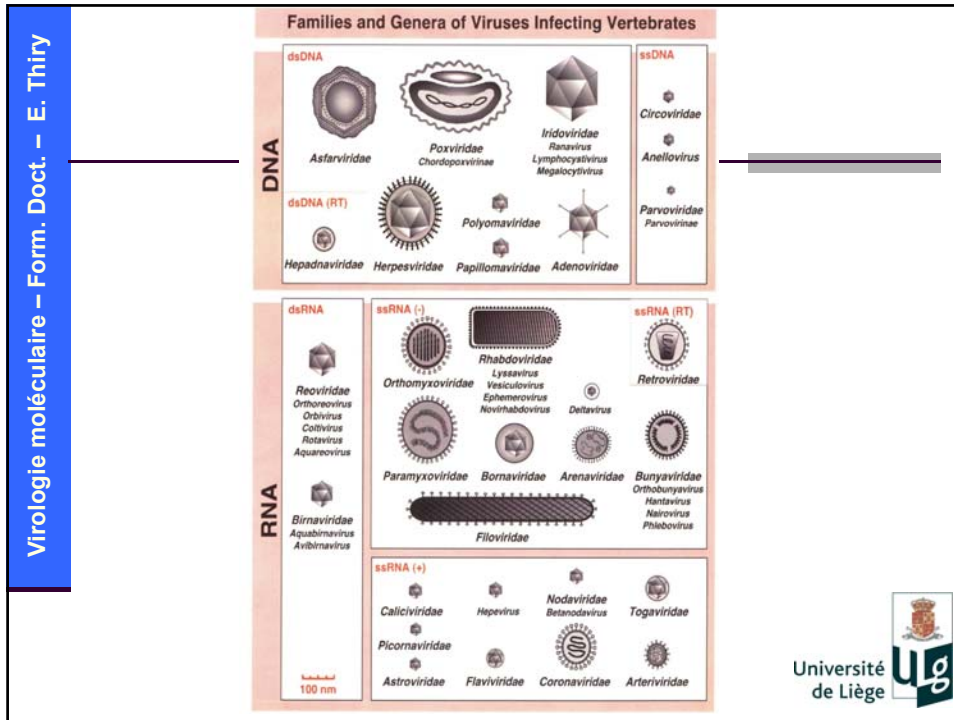 Virologie moléculaire – Form. Doct. – E. Thiry
Families and Genera of Viruses Infecting Vertebrates
DNA
dsDNA
Asfarviridae
Poxviridae
Chordopoxvirinae
Iridoviridae
Ranavirus
Lymphocystivirus
Megalocytivirus
dsDNA (RT)
Hepadnaviridae
Herpesviridae
Polyomaviridae
Papillomaviridae
Adenoviridae
ssDNA
Circoviridae
Anellovirus
Parvoviridae
Parvovirinae
RNA
dsRNA
Reoviridae
Orthoreovirus
Orbivirus
Coltivirus
Rotavirus
Aquareovirus
Birnaviridae
Aquabirnavirus
Avibirnavirus
100 nm
ssRNA (-)
Orthomyxoviridae
Rhabdoviridae
Lyssavirus
Vesiculovirus
Ephemerovirus
Novirhabdovirus
Deltavirus
ssRNA (RT)
Retroviridae
Paramyxoviridae
Bornaviridae
Arenaviridae
Bunyaviridae
Orthobunyavirus
Hantavirus
Nairovirus
Phlebovirus
Filoviridae
ssRNA (+)
Caliciviridae
Hepevirus
Nodaviridae
Betanodavirus
Togaviridae
Picornaviridae
Astroviridae
Flaviviridae
Coronaviridae
Arteriviridae
Université
de Liège
ULg